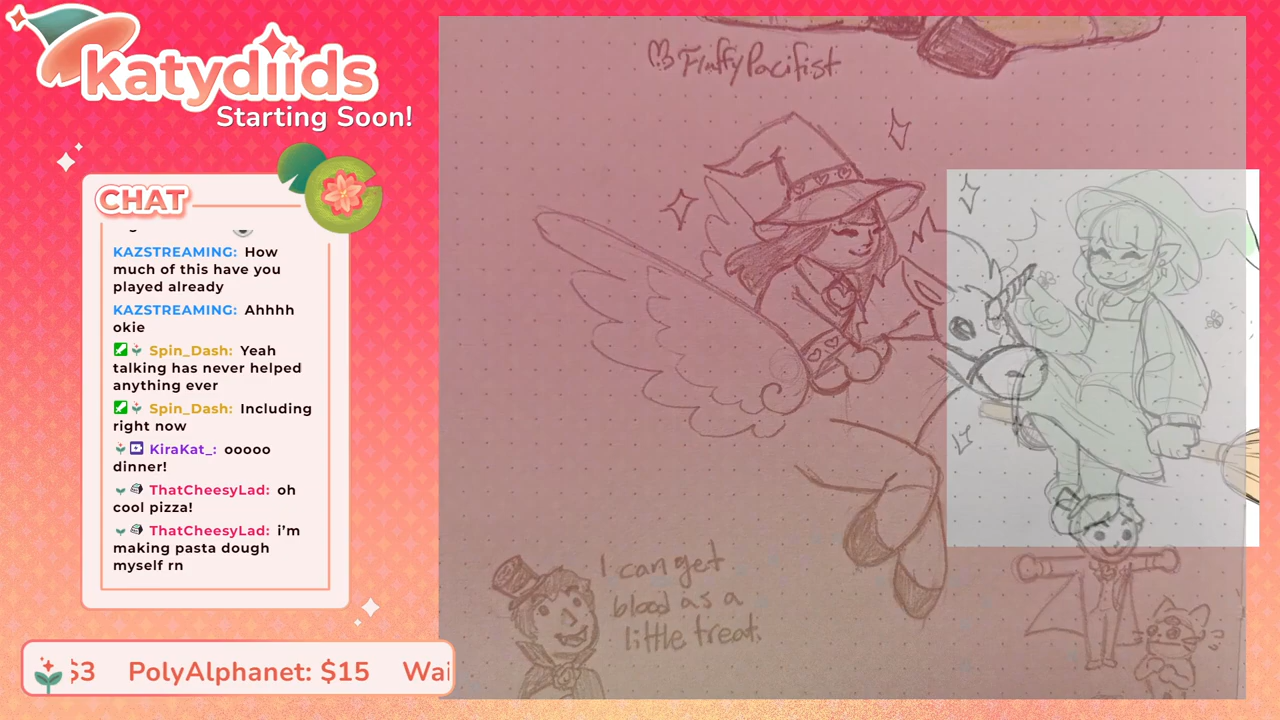 Katydiids
Starting Soon!
CHAT
KAZSTREAMING: How
much of this have you
played already
KAZSTREAMING: Ahhhh
okie
Spin_Dash: Yeah
talking has never helped
anything ever
Spin_Dash: Including
right now
KiraKat_: ooooo
dinner!
ThatCheesyLad: oh
cool pizza!
ThatCheesyLad: i'm
making pasta dough
myself rn
$3 PolyAlphanet: $15 Wai
FluffyPacifist
I can get
blood as a
little treat.